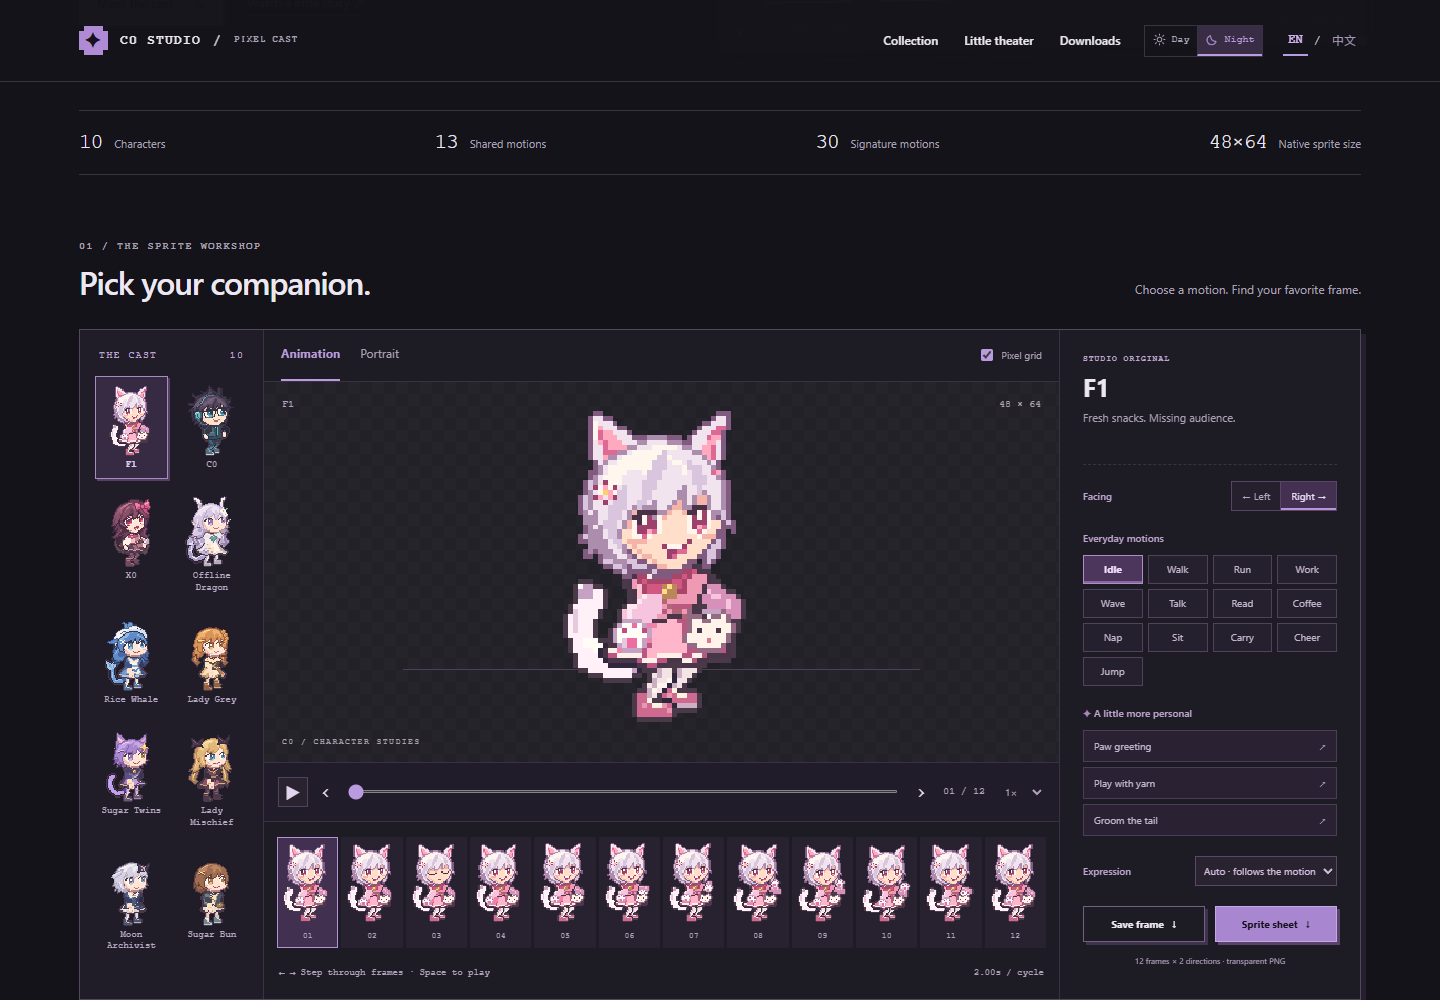 C0 STUDIO / PIXEL CAST
Collection Little theater Downloads Day Night EN / 中文
10 Characters
13 Shared motions
30 Signature motions
48×64 Native sprite size
01 / THE SPRITE WORKSHOP
Pick your companion.
Choose a motion. Find your favorite frame.
THE CAST 10
F1
C0
X0
Offline
Dragon
Rice Whale
Lady Grey
Sugar Twins
Lady
Mischief
Moon
Archivist
Sugar Bun
Animation Portrait
Pixel grid
F1
48 × 64
C0 / CHARACTER STUDIES
01 / 12 1×
01 02 03 04 05 06 07 08 09 10 11 12
← → Step through frames · Space to play
2.00s / cycle
STUDIO ORIGINAL
F1
Fresh snacks. Missing audience.
Facing ← Left Right →
Everyday motions
Idle Walk Run Work
Wave Talk Read Coffee
Nap Sit Carry Cheer
Jump
✦ A little more personal
Paw greeting ↗
Play with yarn ↗
Groom the tail ↗
Expression Auto · follows the motion
Save frame ↓ Sprite sheet ↓
12 frames × 2 directions · transparent PNG